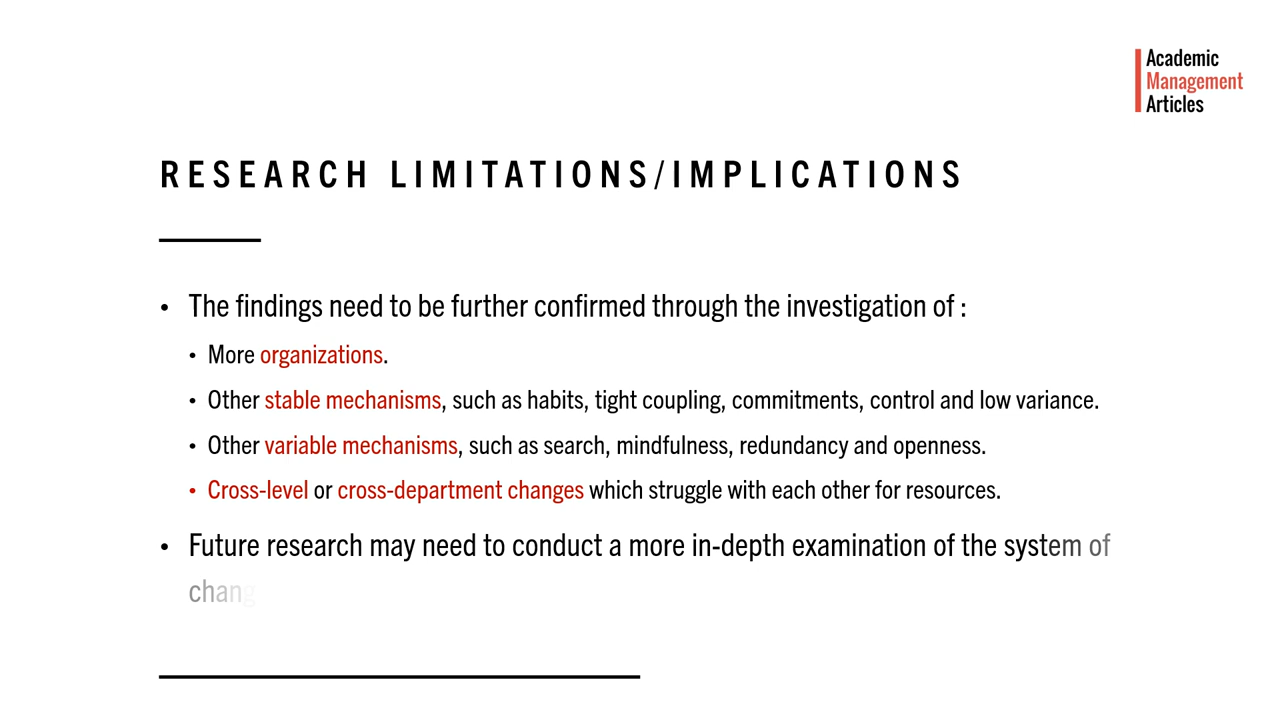 Academic
Management
Articles
RESEARCH LIMITATIONS/IMPLICATIONS
• The findings need to be further confirmed through the investigation of :
• More organizations.
• Other stable mechanisms, such as habits, tight coupling, commitments, control and low variance.
• Other variable mechanisms, such as search, mindfulness, redundancy and openness.
• Cross-level or cross-department changes which struggle with each other for resources.
• Future research may need to conduct a more in-depth examination of the system of
chang